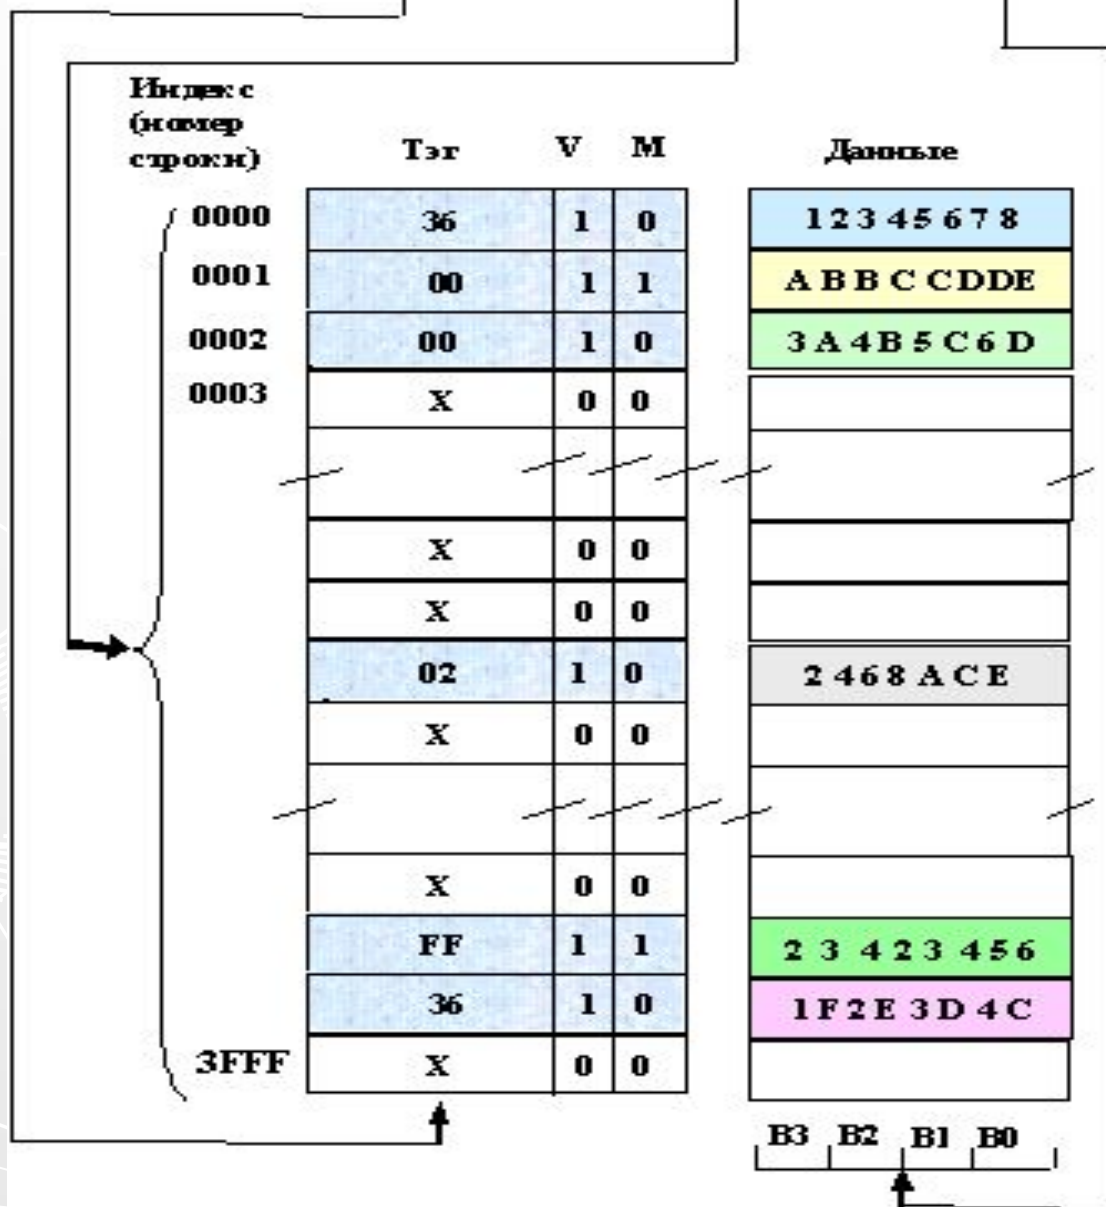 Индекс
(номер
строки)
Тэг V M Данные
0000 36 1 0 1 2 3 4 5 6 7 8
0001 00 1 1 A B B C C D D E
0002 00 1 0 3 A 4 B 5 C 6 D
0003 X 0 0
X 0 0
X 0 0
02 1 0 2 4 6 8 A C E
X 0 0
X 0 0
FF 1 1 2 3 4 2 3 4 5 6
36 1 0 1 F 2 E 3 D 4 C
3FFF X 0 0
B3 B2 B1 B0